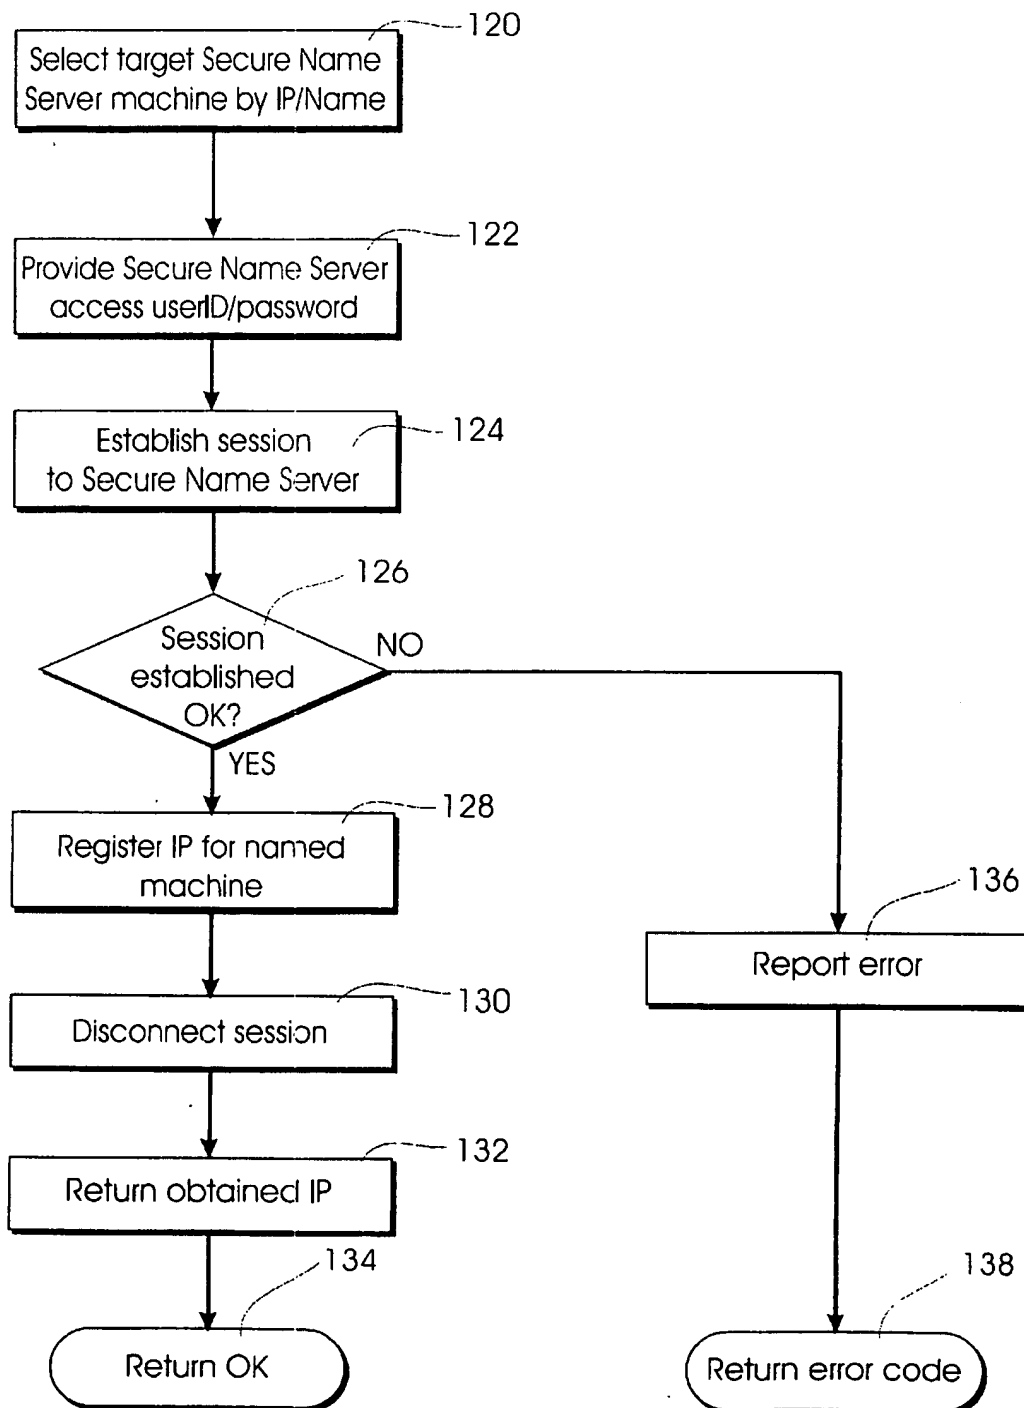 120
Select target Secure Name
Server machine by IP/Name
122
Provide Secure Name Server
access userID/password
124
Establish session
to Secure Name Server
126
Session
established
OK?
NO
YES
128
Register IP for named
machine
136
Report error
130
Disconnect session
132
Return obtained IP
134
Return OK
138
Return error code